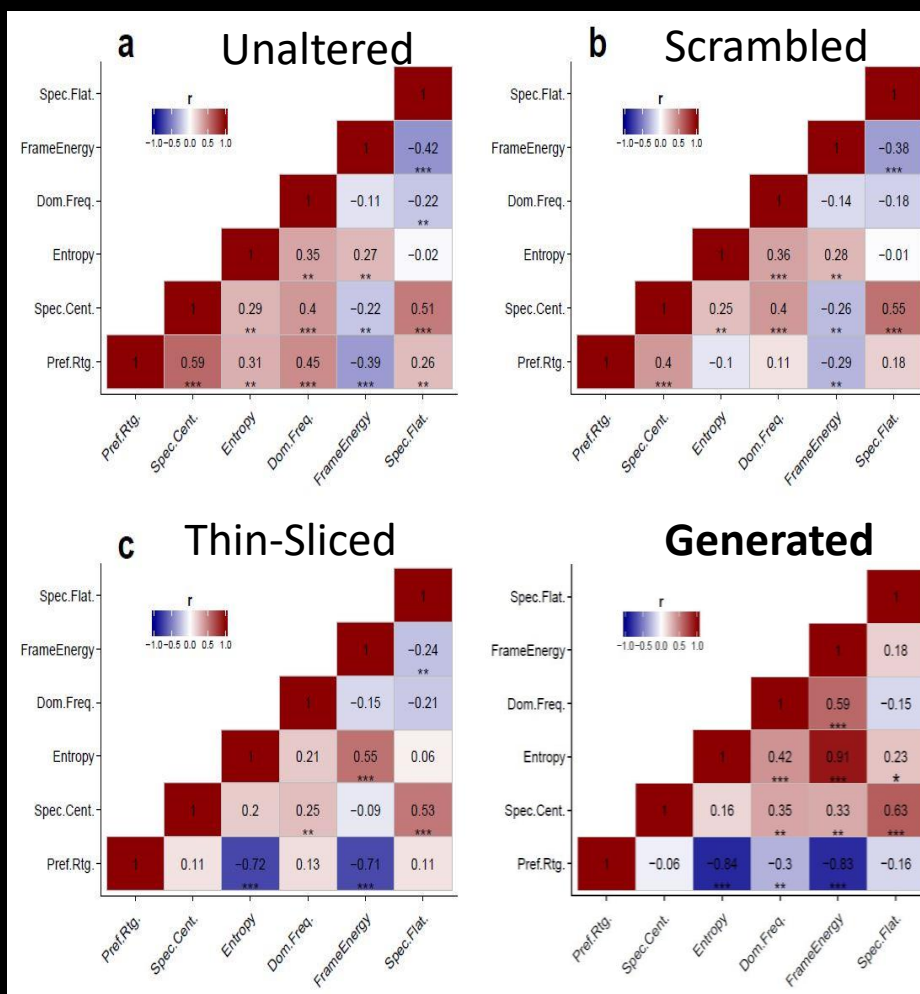 a Unaltered
r
−1.0 −0.5 0.0 0.5 1.0
Spec.Flat. 1
FrameEnergy 1 −0.42
***
Dom.Freq. 1 −0.11 −0.22
**
Entropy 1 0.35 0.27 −0.02
** **
Spec.Cent. 1 0.29 0.4 −0.22 0.51
** *** ** ***
Pref.Rtg. 1 0.59 0.31 0.45 −0.39 0.26
*** ** *** *** **
Pref.Rtg. Spec.Cent. Entropy Dom.Freq. FrameEnergy Spec.Flat.
b Scrambled
r
−1.0 −0.5 0.0 0.5 1.0
Spec.Flat. 1
FrameEnergy 1 −0.38
***
Dom.Freq. 1 −0.14 −0.18
Entropy 1 0.36 0.28 −0.01
*** **
Spec.Cent. 1 0.25 0.4 −0.26 0.55
** *** ** ***
Pref.Rtg. 1 0.4 −0.1 0.11 −0.29 0.18
*** **
Pref.Rtg. Spec.Cent. Entropy Dom.Freq. FrameEnergy Spec.Flat.
c Thin-Sliced
r
−1.0 −0.5 0.0 0.5 1.0
Spec.Flat. 1
FrameEnergy 1 −0.24
**
Dom.Freq. 1 −0.15 −0.21
Entropy 1 0.21 0.55 0.06
***
Spec.Cent. 1 0.2 0.25 −0.09 0.53
** ***
Pref.Rtg. 1 0.11 −0.72 0.13 −0.71 0.11
*** ***
Pref.Rtg. Spec.Cent. Entropy Dom.Freq. FrameEnergy Spec.Flat.
Generated
r
−1.0 −0.5 0.0 0.5 1.0
Spec.Flat. 1
FrameEnergy 1 0.18
Dom.Freq. 1 0.59 −0.15
***
Entropy 1 0.42 0.91 0.23
*** *** *
Spec.Cent. 1 0.16 0.35 0.33 0.63
** ** ***
Pref.Rtg. 1 −0.06 −0.84 −0.3 −0.83 −0.16
*** ** ***
Pref.Rtg. Spec.Cent. Entropy Dom.Freq. FrameEnergy Spec.Flat.